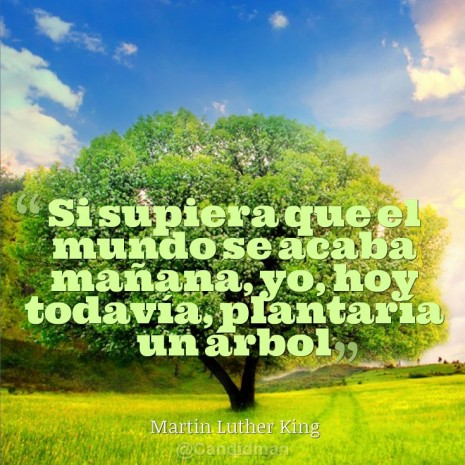 “Si supiera que el
mundo se acaba
mañana, yo, hoy
todavía, plantaría
un árbol”
Martin Luther King
@Candidman